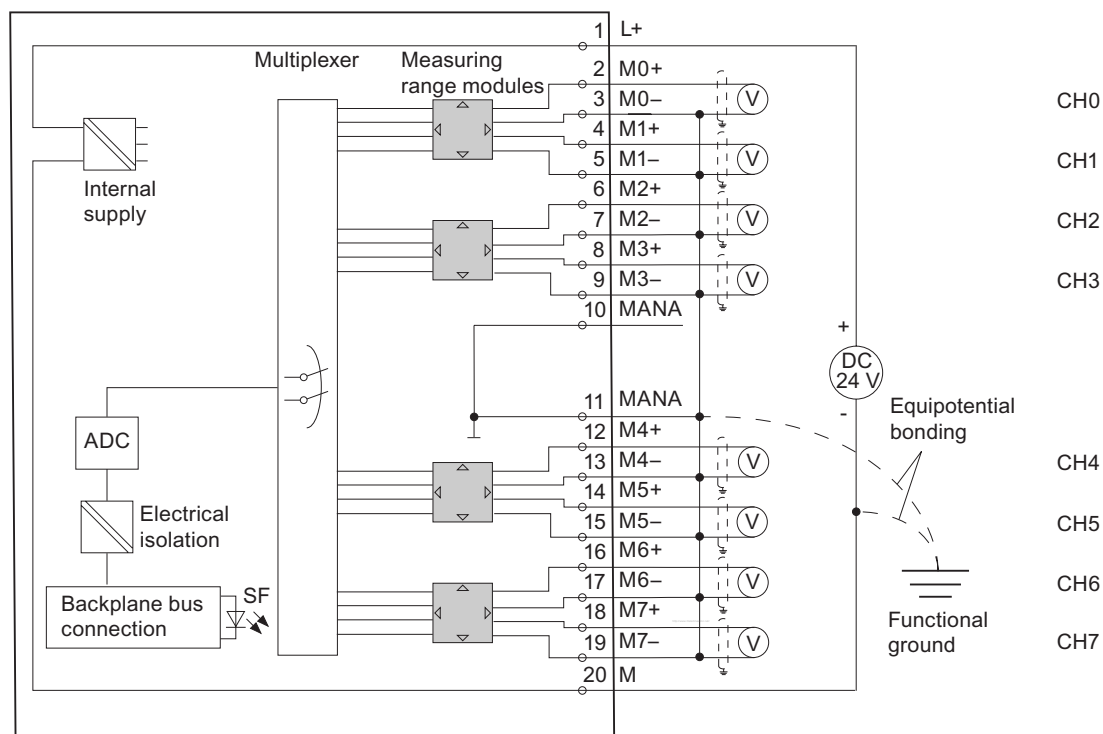 1 L+
Multiplexer
Measuring
range modules
2 M0+
3 M0–
V
CH0
4 M1+
5 M1–
V
CH1
Internal
supply
6 M2+
7 M2–
V
CH2
8 M3+
9 M3–
V
CH3
10 MANA
+
DC
24 V
-
11 MANA
Equipotential
bonding
ADC
12 M4+
13 M4–
V
CH4
14 M5+
15 M5–
V
CH5
Electrical
isolation
16 M6+
17 M6–
V
CH6
SF
Backplane bus
connection
18 M7+
19 M7–
V
CH7
Functional
ground
20 M